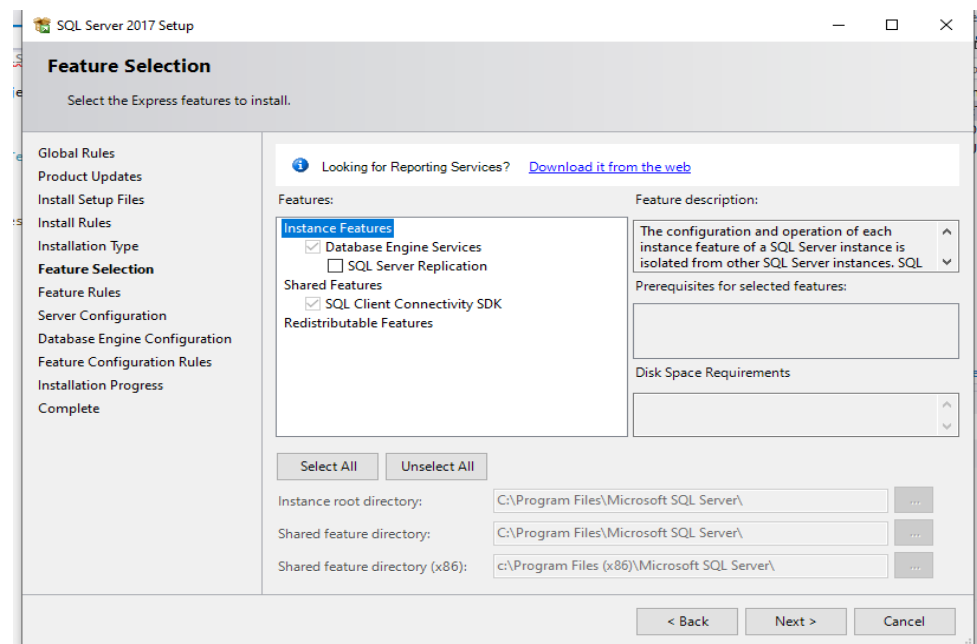 SQL Server 2017 Setup
Feature Selection
Select the Express features to install.
Global Rules
Product Updates
Install Setup Files
Install Rules
Installation Type
Feature Selection
Feature Rules
Server Configuration
Database Engine Configuration
Feature Configuration Rules
Installation Progress
Complete
Looking for Reporting Services? Download it from the web
Features:
Instance Features
Database Engine Services
SQL Server Replication
Shared Features
SQL Client Connectivity SDK
Redistributable Features
Feature description:
The configuration and operation of each
instance feature of a SQL Server instance is
isolated from other SQL Server instances. SQL
Prerequisites for selected features:
Disk Space Requirements
Select All
Unselect All
Instance root directory:
C:\Program Files\Microsoft SQL Server\
...
Shared feature directory:
C:\Program Files\Microsoft SQL Server\
...
Shared feature directory (x86):
c:\Program Files (x86)\Microsoft SQL Server\
...
< Back
Next >
Cancel